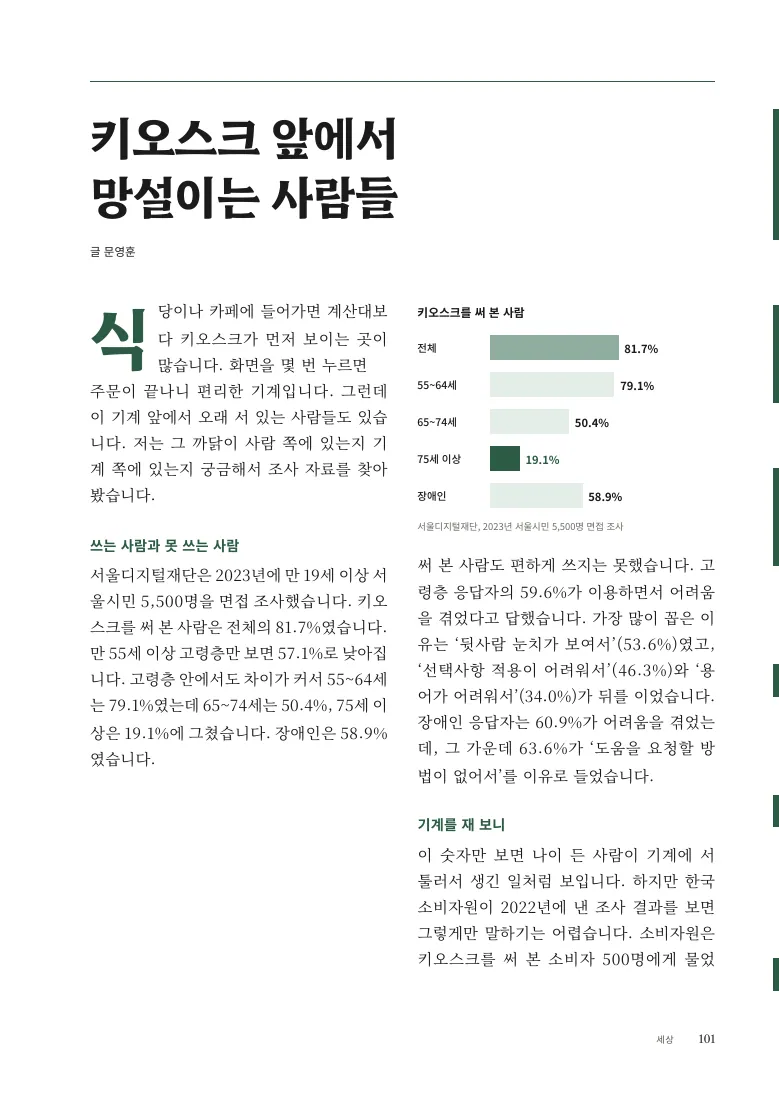 키오스크 앞에서
망설이는 사람들
글 문영훈
식당이나 카페에 들어가면 계산대보
다 키오스크가 먼저 보이는 곳이
많습니다. 화면을 몇 번 누르면
주문이 끝나니 편리한 기계입니다. 그런데
이 기계 앞에서 오래 서 있는 사람들도 있습
니다. 저는 그 까닭이 사람 쪽에 있는지 기
계 쪽에 있는지 궁금해서 조사 자료를 찾아
봤습니다.
쓰는 사람과 못 쓰는 사람
서울디지털재단은 2023년에 만 19세 이상 서
울시민 5,500명을 면접 조사했습니다. 키오
스크를 써 본 사람은 전체의 81.7%였습니다.
만 55세 이상 고령층만 보면 57.1%로 낮아집
니다. 고령층 안에서도 차이가 커서 55~64세
는 79.1%였는데 65~74세는 50.4%, 75세 이
상은 19.1%에 그쳤습니다. 장애인은 58.9%
였습니다.
키오스크를 써 본 사람
전체 81.7%
55~64세 79.1%
65~74세 50.4%
75세 이상 19.1%
장애인 58.9%
서울디지털재단, 2023년 서울시민 5,500명 면접 조사
써 본 사람도 편하게 쓰지는 못했습니다. 고
령층 응답자의 59.6%가 이용하면서 어려움
을 겪었다고 답했습니다. 가장 많이 꼽은 이
유는 ‘뒷사람 눈치가 보여서’(53.6%)였고,
‘선택사항 적용이 어려워서’(46.3%)와 ‘용
어가 어려워서’(34.0%)가 뒤를 이었습니다.
장애인 응답자는 60.9%가 어려움을 겪었는
데, 그 가운데 63.6%가 ‘도움을 요청할 방
법이 없어서’를 이유로 들었습니다.
기계를 재 보니
이 숫자만 보면 나이 든 사람이 기계에 서
툴러서 생긴 일처럼 보입니다. 하지만 한국
소비자원이 2022년에 낸 조사 결과를 보면
그렇게만 말하기는 어렵습니다. 소비자원은
키오스크를 써 본 소비자 500명에게 물었
세상 101